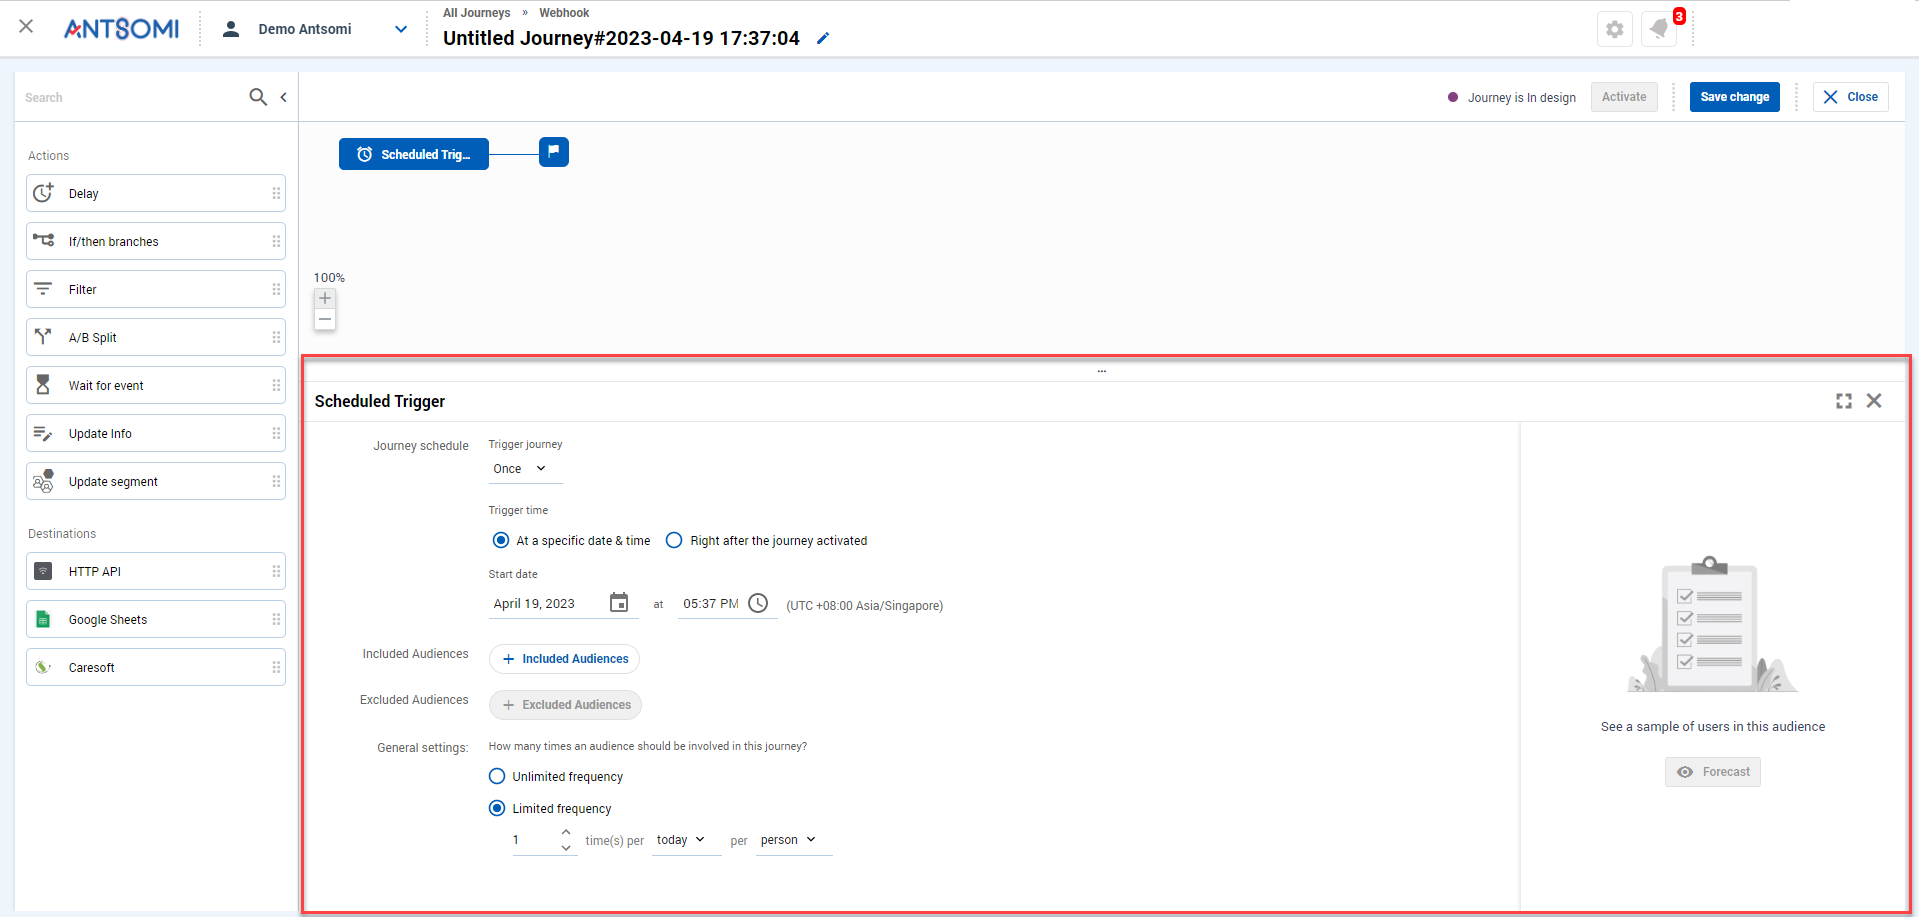 ANTSOMI
Demo Antsomi
All Journeys » Webhook
Untitled Journey#2023-04-19 17:37:04
3
Search
Journey is In design
Activate
Save change
Close
Scheduled Trig...
Actions
Delay
If/then branches
Filter
A/B Split
Wait for event
Update Info
Update segment
Destinations
HTTP API
Google Sheets
Caresoft
100%
...
Scheduled Trigger
Journey schedule
Trigger journey
Once
Trigger time
At a specific date & time
Right after the journey activated
Start date
April 19, 2023 at 05:37 PM (UTC +08:00 Asia/Singapore)
Included Audiences
+ Included Audiences
Excluded Audiences
+ Excluded Audiences
General settings:
How many times an audience should be involved in this journey?
Unlimited frequency
Limited frequency
1 time(s) per today per person
See a sample of users in this audience
Forecast